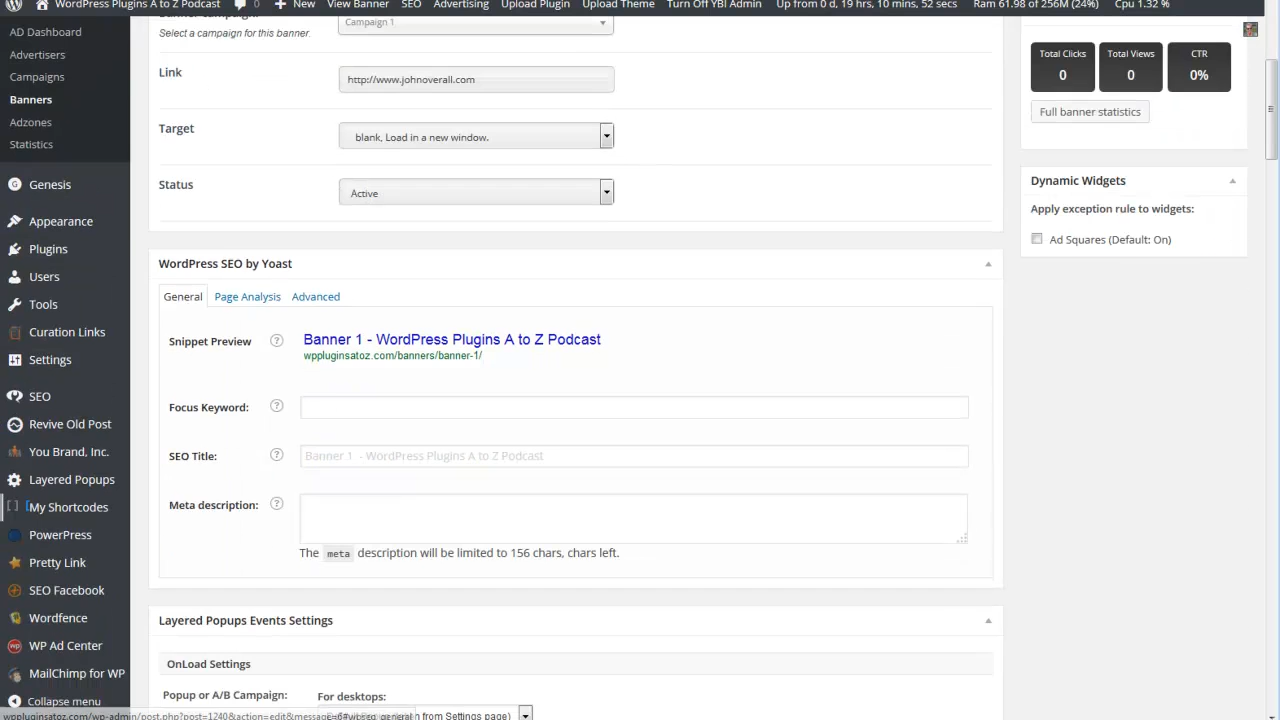 WordPress Plugins A to Z Podcast 0 New View Banner SEO Advertising Upload Plugin Upload Theme Turn Off YBI Admin Up from 0 d, 19 hrs, 10 mins, 52 secs Ram 61.98 of 256M (24%) Cpu 1.32 %
AD Dashboard
Advertisers
Campaigns
Banners
Adzones
Statistics
Genesis
Appearance
Plugins
Users
Tools
Curation Links
Settings
SEO
Revive Old Post
You Brand, Inc.
Layered Popups
My Shortcodes
PowerPress
Pretty Link
SEO Facebook
Wordfence
WP Ad Center
MailChimp for WP
Collapse menu
Banner campaign:
Campaign 1
Select a campaign for this banner.
Link
http://www.johnoverall.com
Target
blank, Load in a new window.
Status
Active
WordPress SEO by Yoast
General Page Analysis Advanced
Snippet Preview ? Banner 1 - WordPress Plugins A to Z Podcast
wppluginsatoz.com/banners/banner-1/
Focus Keyword: ?
SEO Title: ? Banner 1 - WordPress Plugins A to Z Podcast
Meta description: ?
The meta description will be limited to 156 chars, chars left.
Layered Popups Events Settings
OnLoad Settings
Popup or A/B Campaign: For desktops:
from Settings page)
Total Clicks Total Views CTR
0 0 0%
Full banner statistics
Dynamic Widgets
Apply exception rule to widgets:
Ad Squares (Default: On)